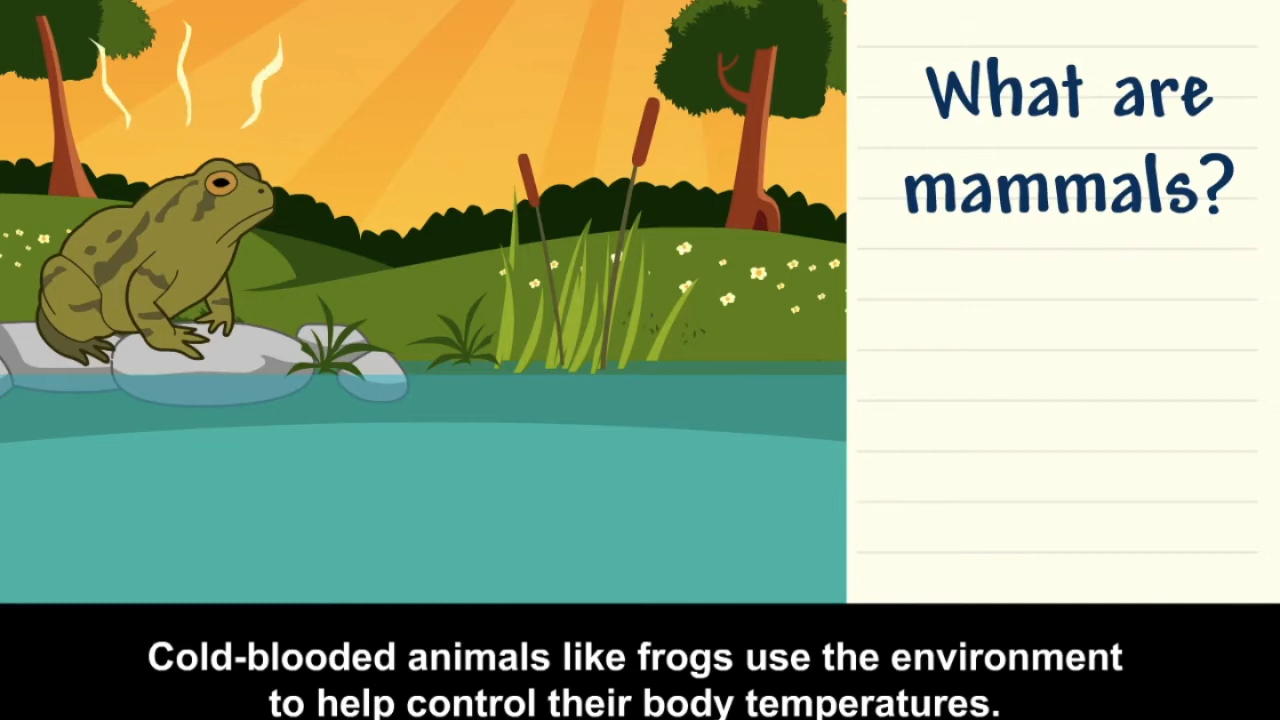 What are
mammals?
Cold-blooded animals like frogs use the environment
to help control their body temperatures.